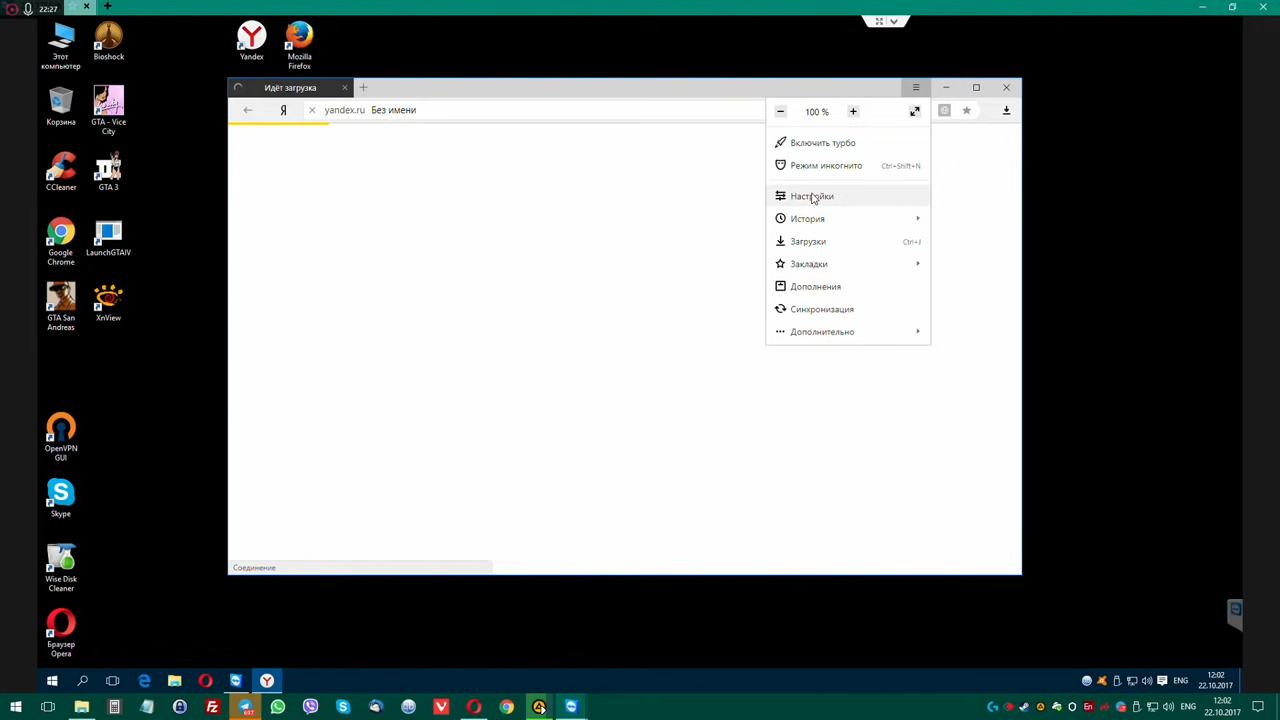 22:27
Этот
компьютер
Bioshock
Yandex
Mozilla
Firefox
Корзина
GTA - Vice
City
CCleaner
GTA 3
Google
Chrome
LaunchGTAIV
GTA San
Andreas
XnView
OpenVPN
GUI
Skype
Wise Disk
Cleaner
Браузер
Opera
Идёт загрузка
Я
yandex.ru Без имени
100 %
Включить турбо
Режим инкогнито Ctrl+Shift+N
Настройки
История
Загрузки Ctrl+J
Закладки
Дополнения
Синхронизация
Дополнительно
Соединение
ENG
12:02
22.10.2017
697
En
ENG
12:02
22.10.2017